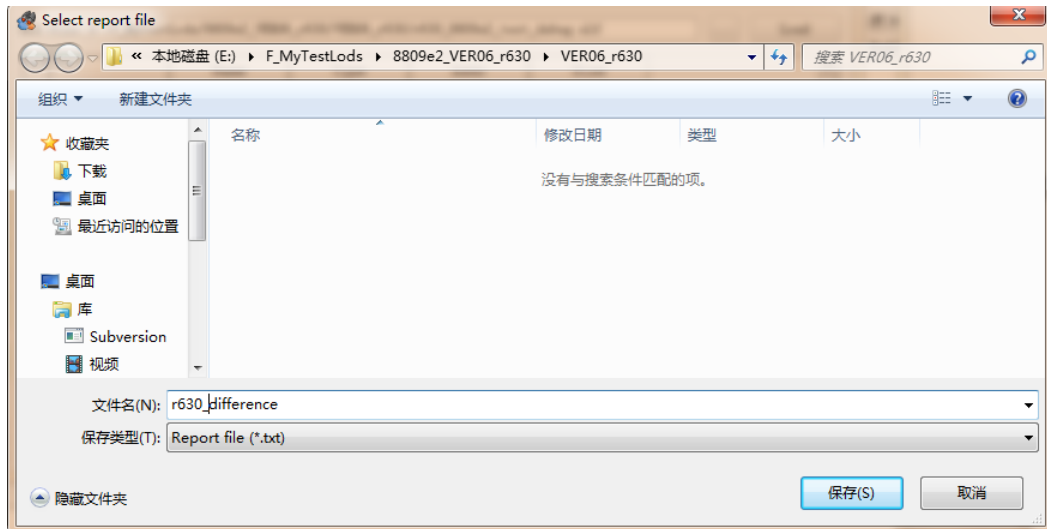 Select report file
« 本地磁盘 (E:) ▸ F_MyTestLods ▸ 8809e2_VER06_r630 ▸ VER06_r630
搜索 VER06_r630
组织 ▼ 新建文件夹
收藏夹
下载
桌面
最近访问的位置
桌面
库
Subversion
视频
名称 修改日期 类型 大小
没有与搜索条件匹配的项。
文件名(N): r630_difference
保存类型(T): Report file (*.txt)
隐藏文件夹
保存(S) 取消